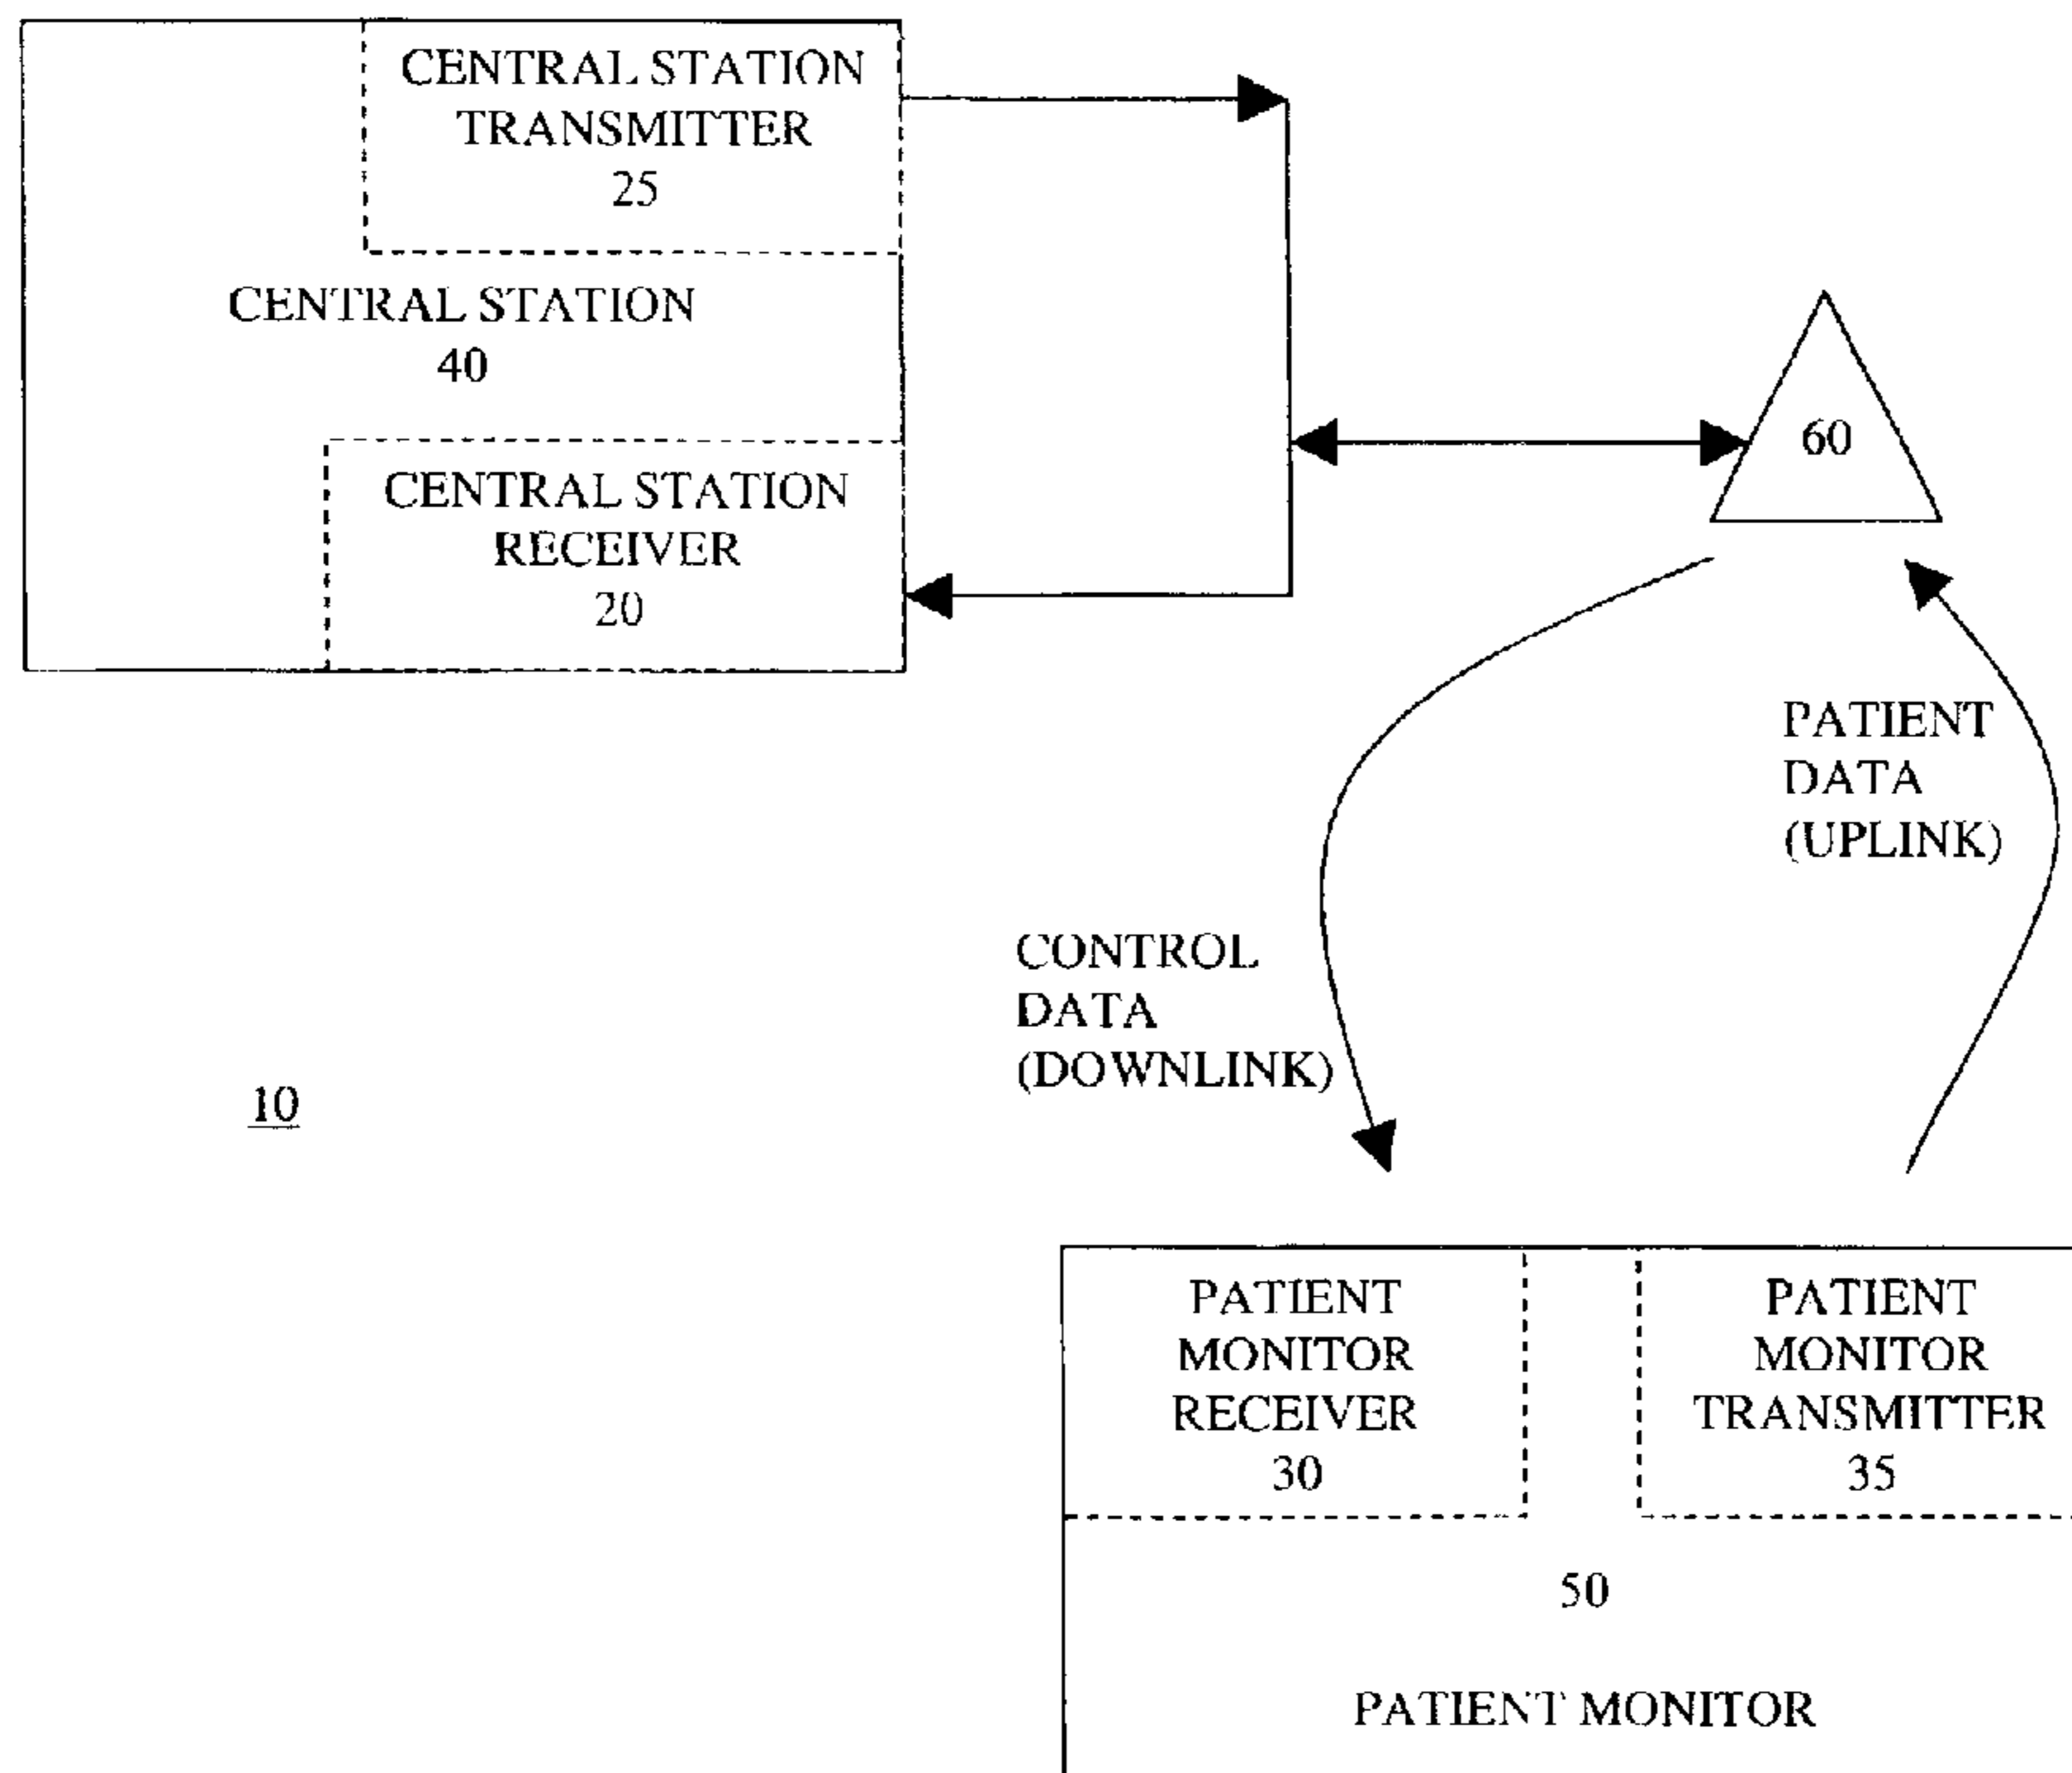 CENTRAL STATION
TRANSMITTER
25
CENTRAL STATION
40
CENTRAL STATION
RECEIVER
20
60
PATIENT
DATA
(UPLINK)
CONTROL
DATA
(DOWNLINK)
10
PATIENT
MONITOR
RECEIVER
30
PATIENT
MONITOR
TRANSMITTER
35
50
PATIENT MONITOR